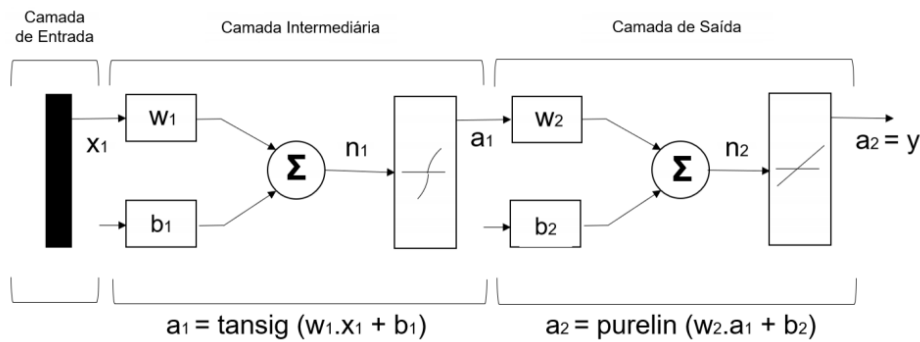 Camada
de Entrada
Camada Intermediária
Camada de Saída
x₁
w₁
b₁
Σ
n₁
a₁
w₂
b₂
Σ
n₂
a₂ = y
a₁ = tansig (w₁.x₁ + b₁)
a₂ = purelin (w₂.a₁ + b₂)